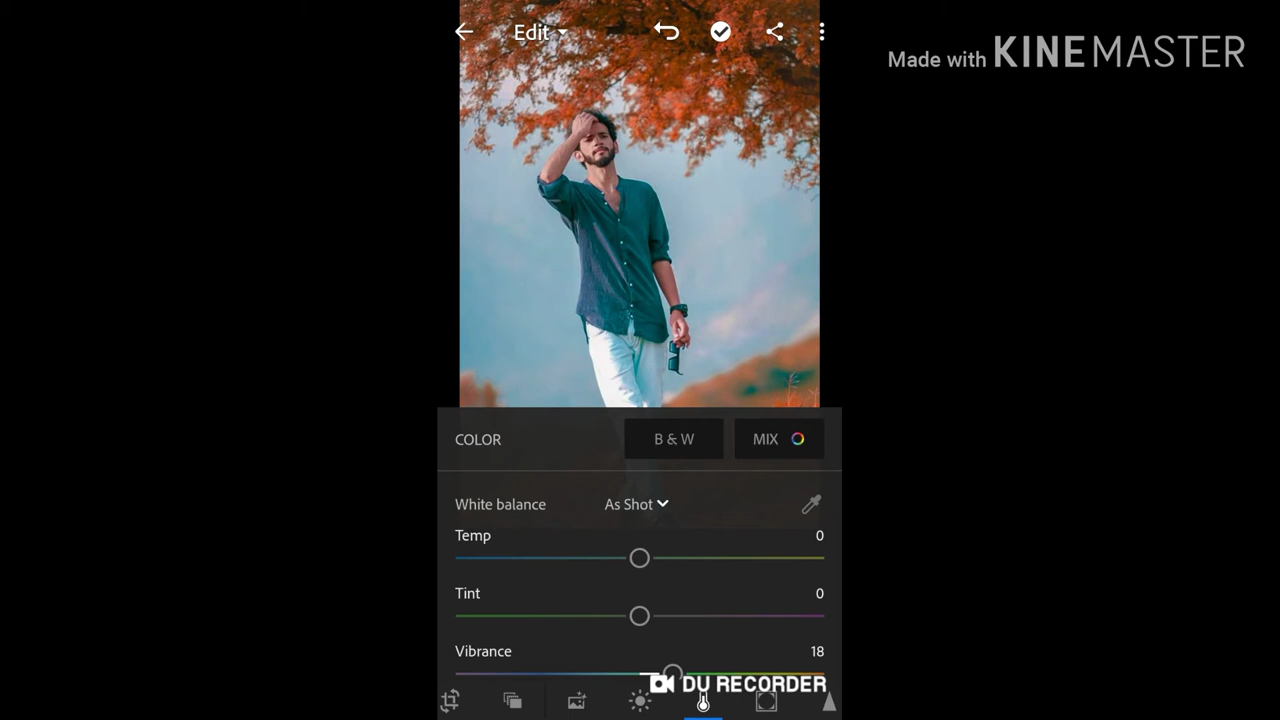 Edit
Made with KINEMASTER
COLOR
B & W
MIX
White balance
As Shot
Temp
0
Tint
0
Vibrance
18
DU RECORDER